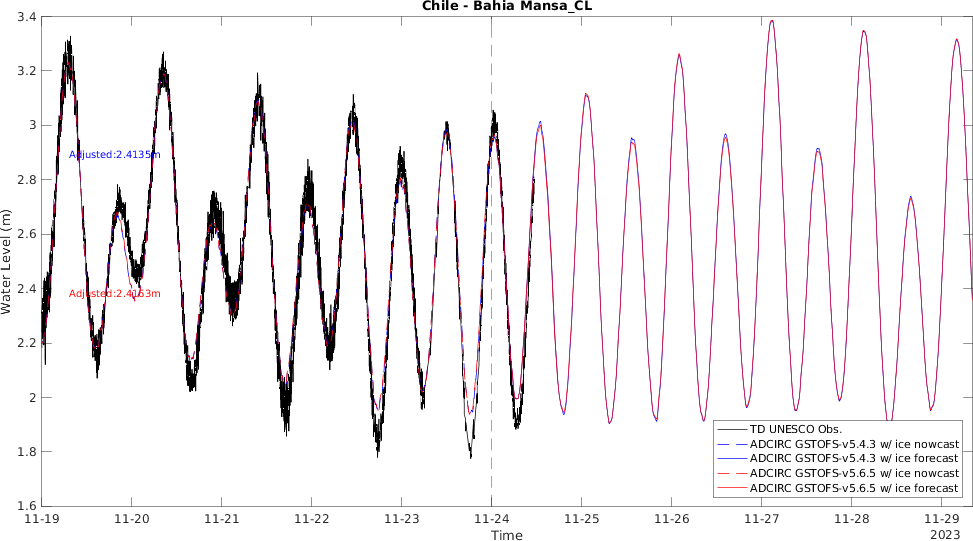 Chile - Bahia Mansa_CL
3.4
3.2
3
2.8
2.6
2.4
2.2
2
1.8
1.6
Water Level (m)
Adjusted:2.4135m
Adjusted:2.4163m
TD UNESCO Obs.
ADCIRC GSTOFS-v5.4.3 w/ ice nowcast
ADCIRC GSTOFS-v5.4.3 w/ ice forecast
ADCIRC GSTOFS-v5.6.5 w/ ice nowcast
ADCIRC GSTOFS-v5.6.5 w/ ice forecast
11-19 11-20 11-21 11-22 11-23 11-24 11-25 11-26 11-27 11-28 11-29
2023
Time